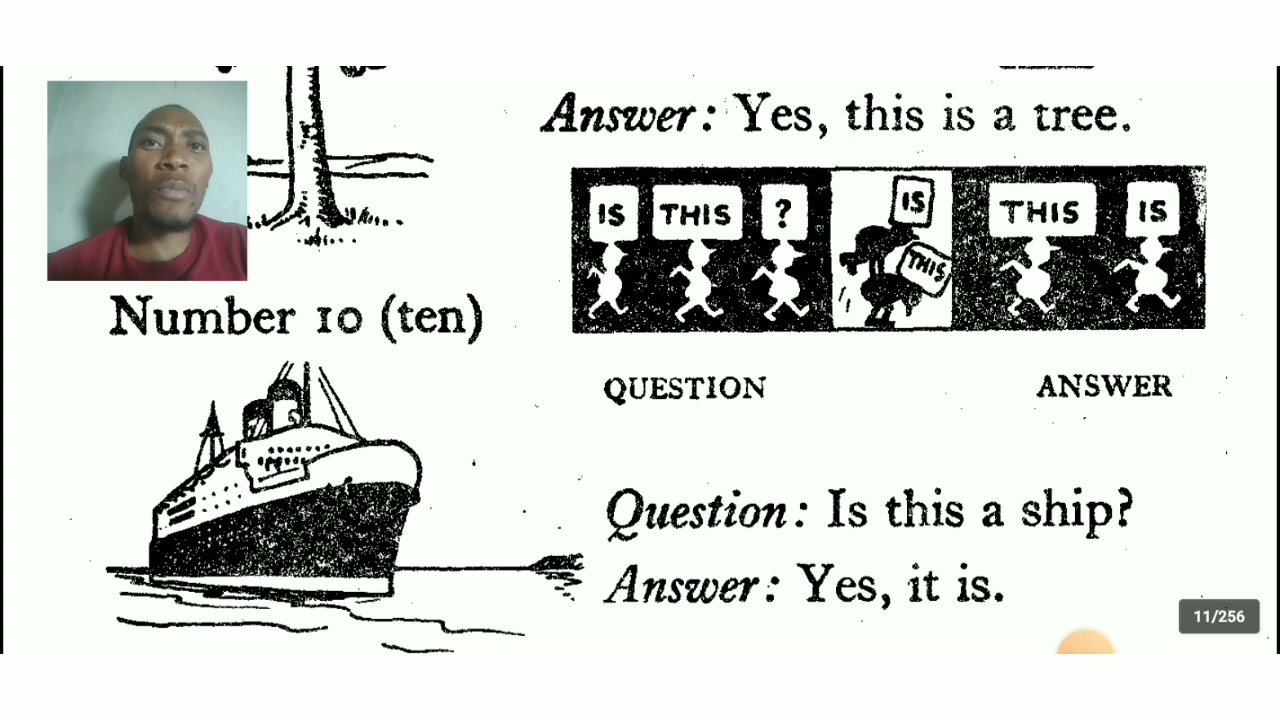 Answer: Yes, this is a tree.
IS THIS ? IS THIS THIS IS
Number 10 (ten)
QUESTION ANSWER
Question: Is this a ship?
Answer: Yes, it is.
11/256